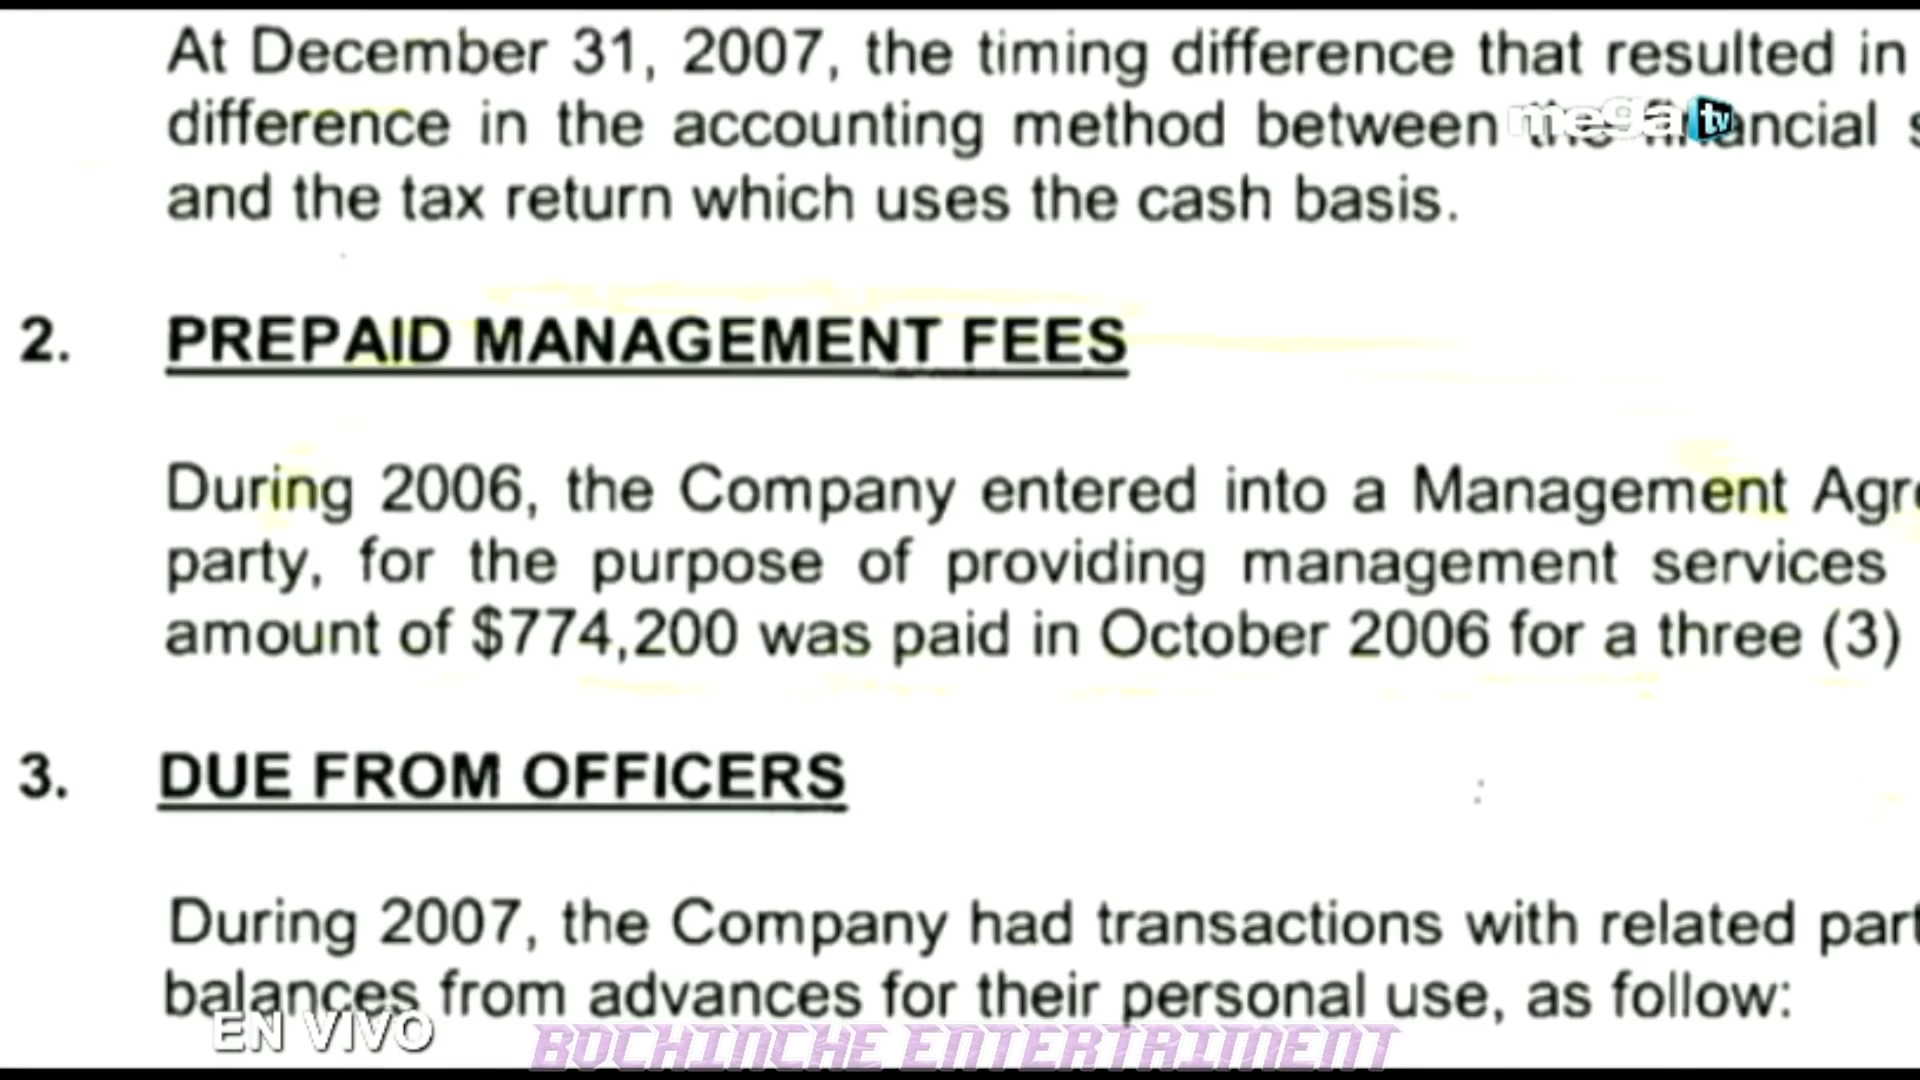 At December 31, 2007, the timing difference that resulted in
difference in the accounting method between the financial s
and the tax return which uses the cash basis.
mega tv
2. PREPAID MANAGEMENT FEES
During 2006, the Company entered into a Management Agre
party, for the purpose of providing management services
amount of $774,200 was paid in October 2006 for a three (3)
3. DUE FROM OFFICERS
During 2007, the Company had transactions with related part
balances from advances for their personal use, as follow:
EN VIVO
BOCHINCHE ENTERTAIMENT